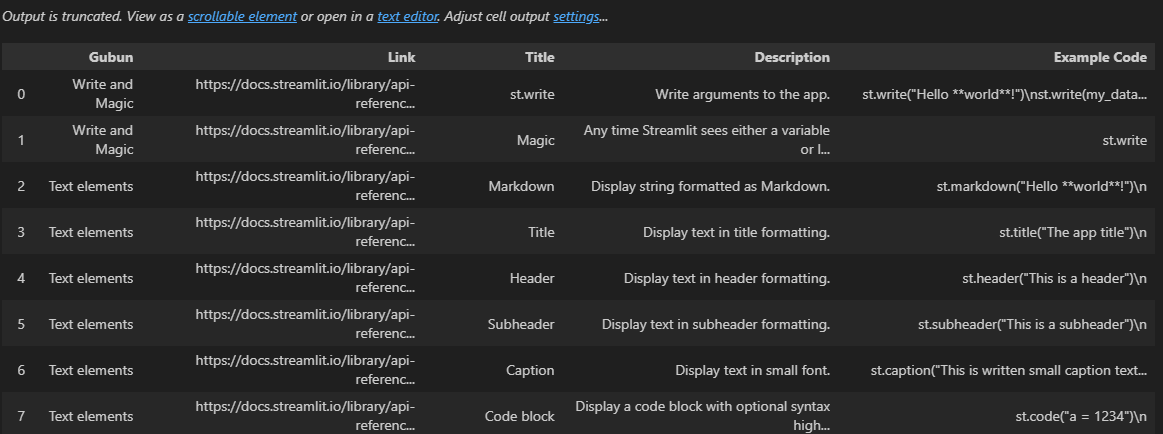 Output is truncated. View as a scrollable element or open in a text editor. Adjust cell output settings...
Gubun Link Title Description Example Code
0 Write and Magic https://docs.streamlit.io/library/api-referenc... st.write Write arguments to the app. st.write("Hello **world**!")\nst.write(my_data...
1 Write and Magic https://docs.streamlit.io/library/api-referenc... Magic Any time Streamlit sees either a variable or l... st.write
2 Text elements https://docs.streamlit.io/library/api-referenc... Markdown Display string formatted as Markdown. st.markdown("Hello **world**!")\n
3 Text elements https://docs.streamlit.io/library/api-referenc... Title Display text in title formatting. st.title("The app title")\n
4 Text elements https://docs.streamlit.io/library/api-referenc... Header Display text in header formatting. st.header("This is a header")\n
5 Text elements https://docs.streamlit.io/library/api-referenc... Subheader Display text in subheader formatting. st.subheader("This is a subheader")\n
6 Text elements https://docs.streamlit.io/library/api-referenc... Caption Display text in small font. st.caption("This is written small caption text...
7 Text elements https://docs.streamlit.io/library/api-referenc... Code block Display a code block with optional syntax high... st.code("a = 1234")\n